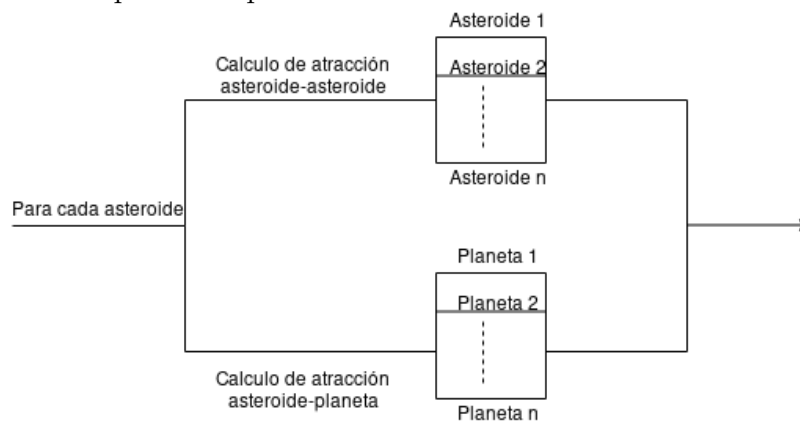 Asteroide 1
Calculo de atracción
asteroide-asteroide
Asteroide 2
Asteroide n
Para cada asteroide
Planeta 1
Planeta 2
Calculo de atracción
asteroide-planeta
Planeta n